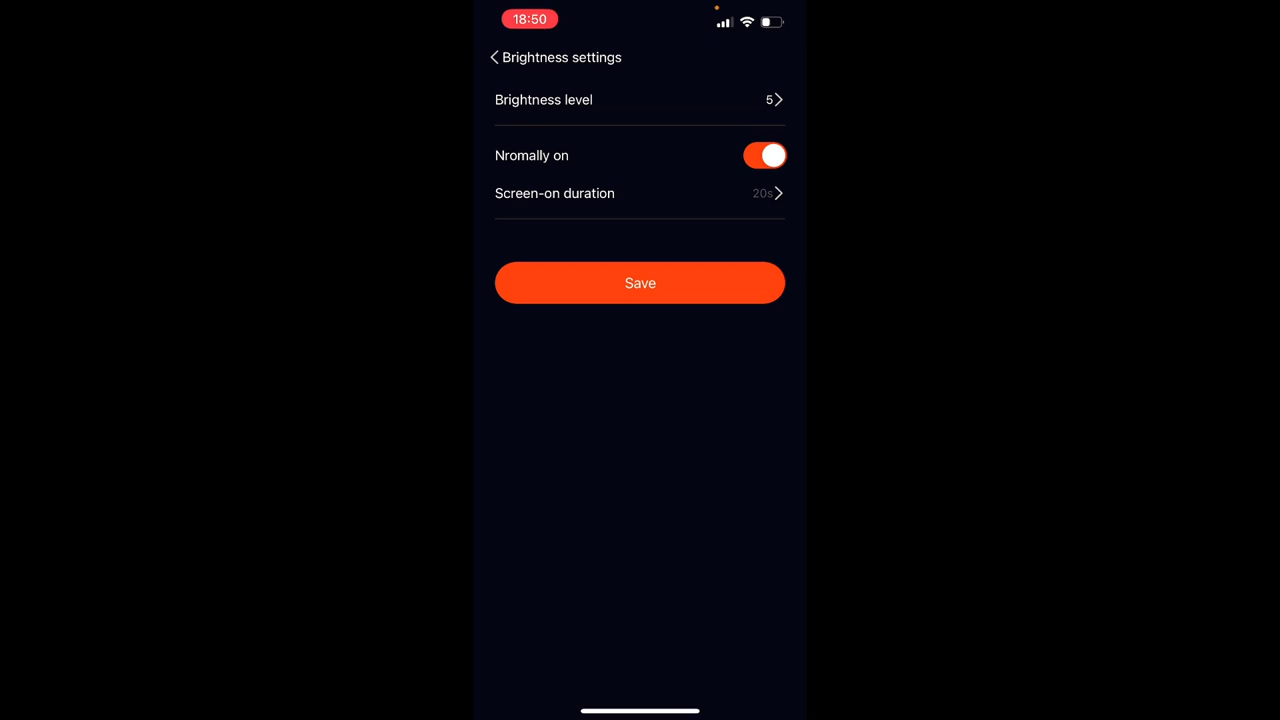 18:50
Brightness settings
Brightness level 5
Nromally on
Screen-on duration 20s
Save